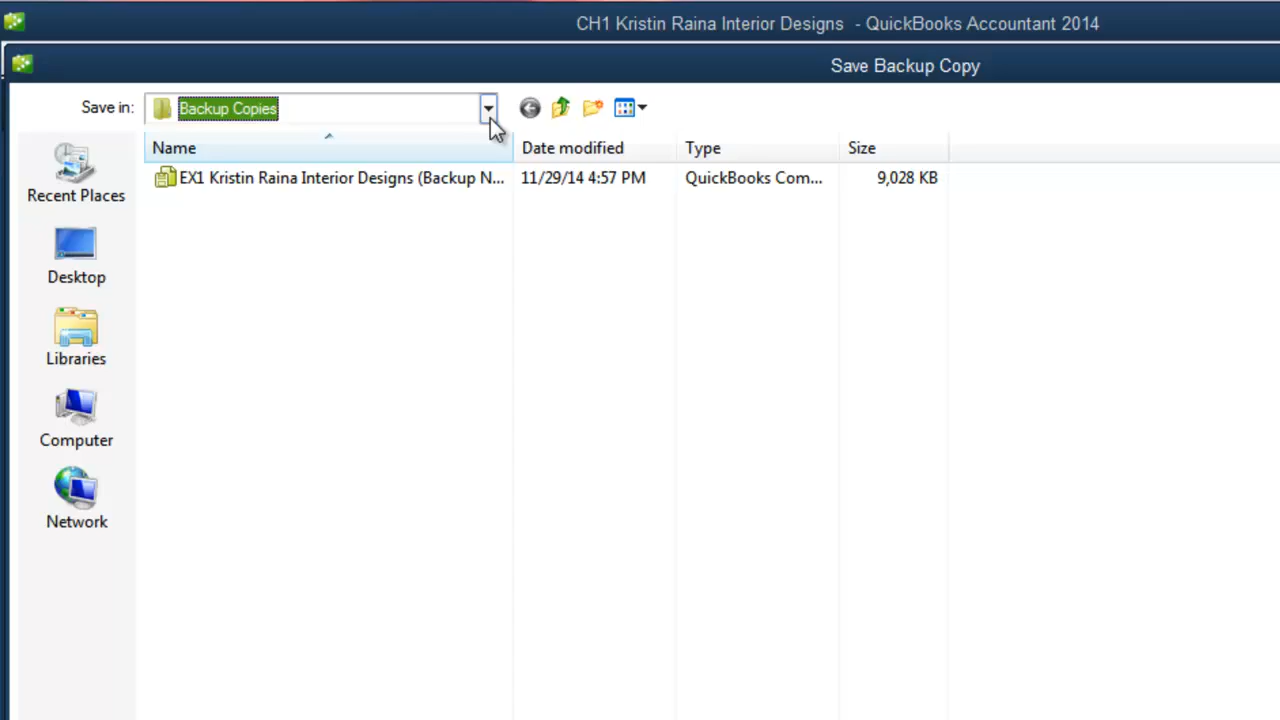 CH1 Kristin Raina Interior Designs - QuickBooks Accountant 2014
Save Backup Copy
Save in: Backup Copies
Name Date modified Type Size
EX1 Kristin Raina Interior Designs (Backup N... 11/29/14 4:57 PM QuickBooks Com... 9,028 KB
Recent Places
Desktop
Libraries
Computer
Network